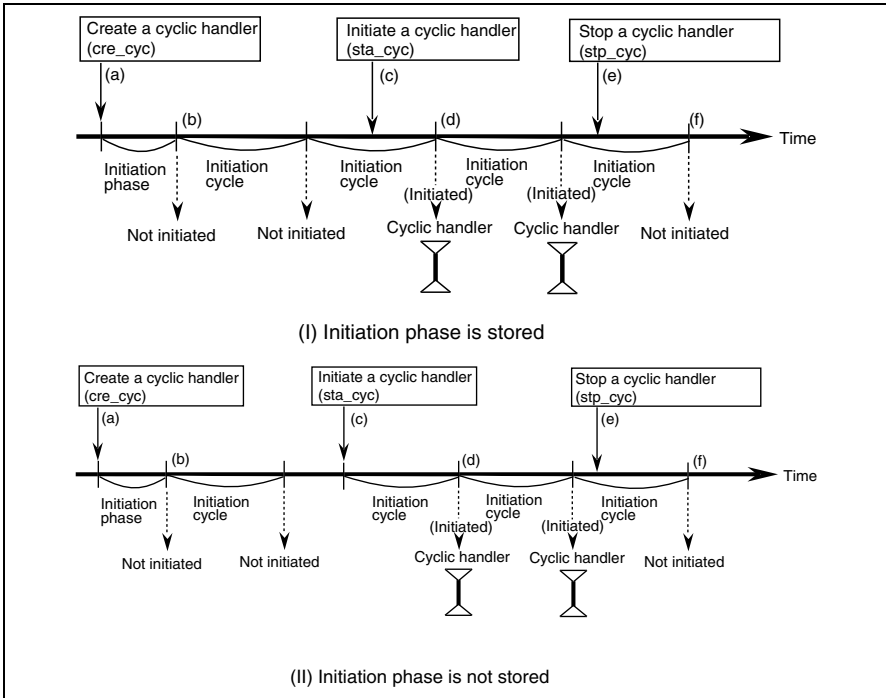 Create a cyclic handler
(cre_cyc)
Initiate a cyclic handler
(sta_cyc)
Stop a cyclic handler
(stp_cyc)
(a)
(c)
(e)
(b)
(d)
(f)
Time
Initiation
phase
Initiation
cycle
Initiation
cycle
Initiation
cycle
Initiation
cycle
(Initiated)
(Initiated)
Not initiated
Not initiated
Cyclic handler
Cyclic handler
Not initiated
(I) Initiation phase is stored
Create a cyclic handler
(cre_cyc)
Initiate a cyclic handler
(sta_cyc)
Stop a cyclic handler
(stp_cyc)
(a)
(c)
(e)
(b)
(d)
(f)
Time
Initiation
phase
Initiation
cycle
Initiation
cycle
Initiation
cycle
Initiation
cycle
(Initiated)
(Initiated)
Not initiated
Not initiated
Cyclic handler
Cyclic handler
Not initiated
(II) Initiation phase is not stored